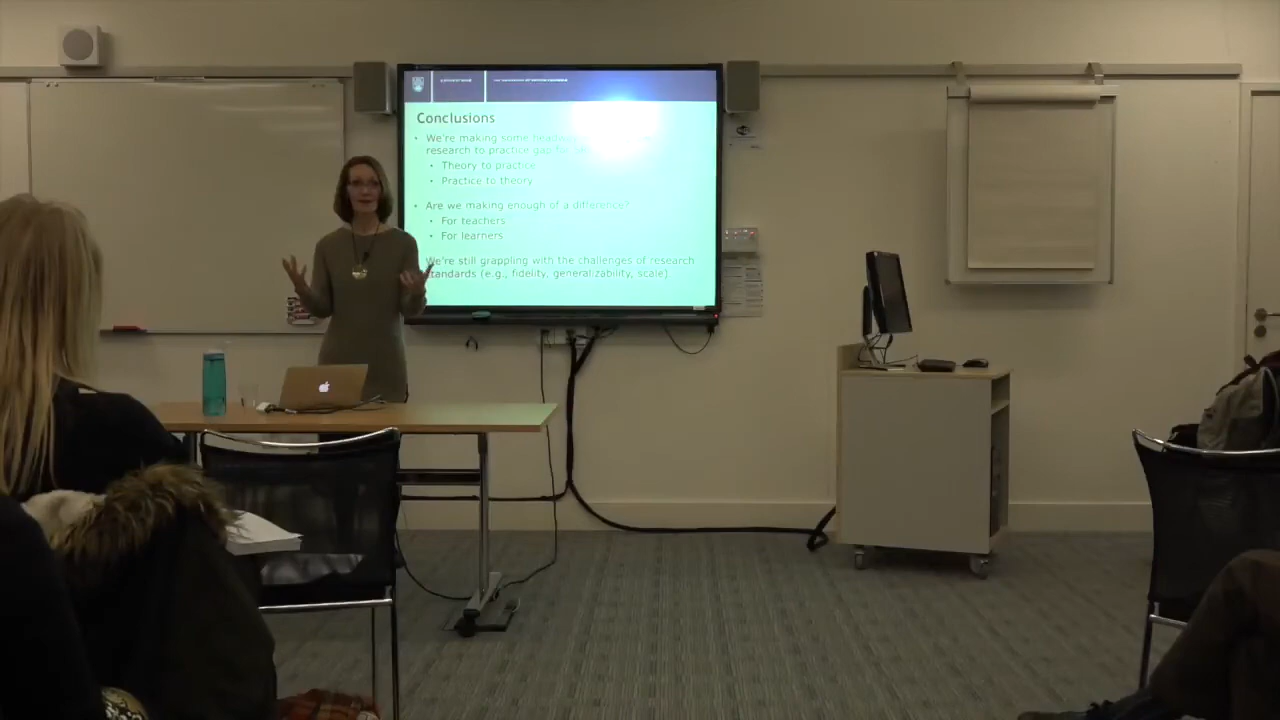 Conclusions
• We're making some headway
research to practice gap for
• Theory to practice
• Practice to theory
• Are we making enough of a difference?
• For teachers
• For learners
We're still grappling with the challenges of research
standards (e.g., fidelity, generalizability, scale)